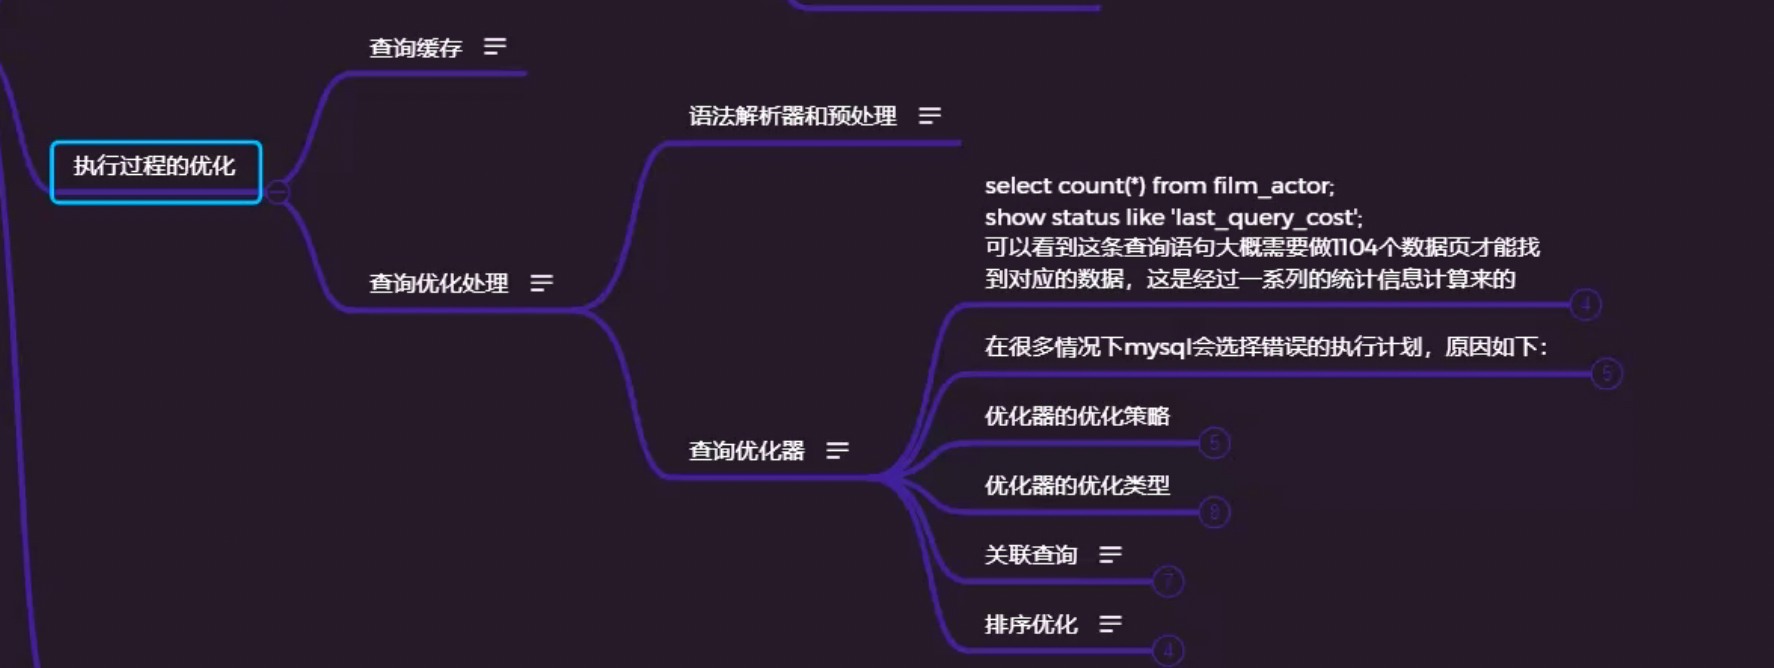 查询缓存
语法解析器和预处理
执行过程的优化
select count(*) from film_actor;
show status like 'last_query_cost';
可以看到这条查询语句大概需要做1104个数据页才能找
到对应的数据，这是经过一系列的统计信息计算来的
4
查询优化处理
在很多情况下mysql会选择错误的执行计划，原因如下：
优化器的优化策略
5
查询优化器
优化器的优化类型
关联查询
7
排序优化
4